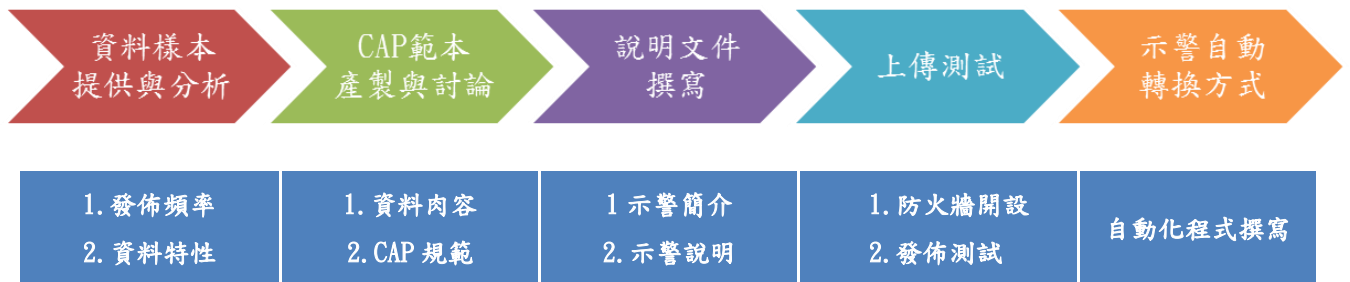 資料樣本
提供與分析
CAP範本
產製與討論
說明文件
撰寫
上傳測試
示警自動
轉換方式
1.發佈頻率
2.資料特性
1.資料內容
2.CAP 規範
1 示警簡介
2.示警說明
1.防火牆開設
2.發佈測試
自動化程式撰寫